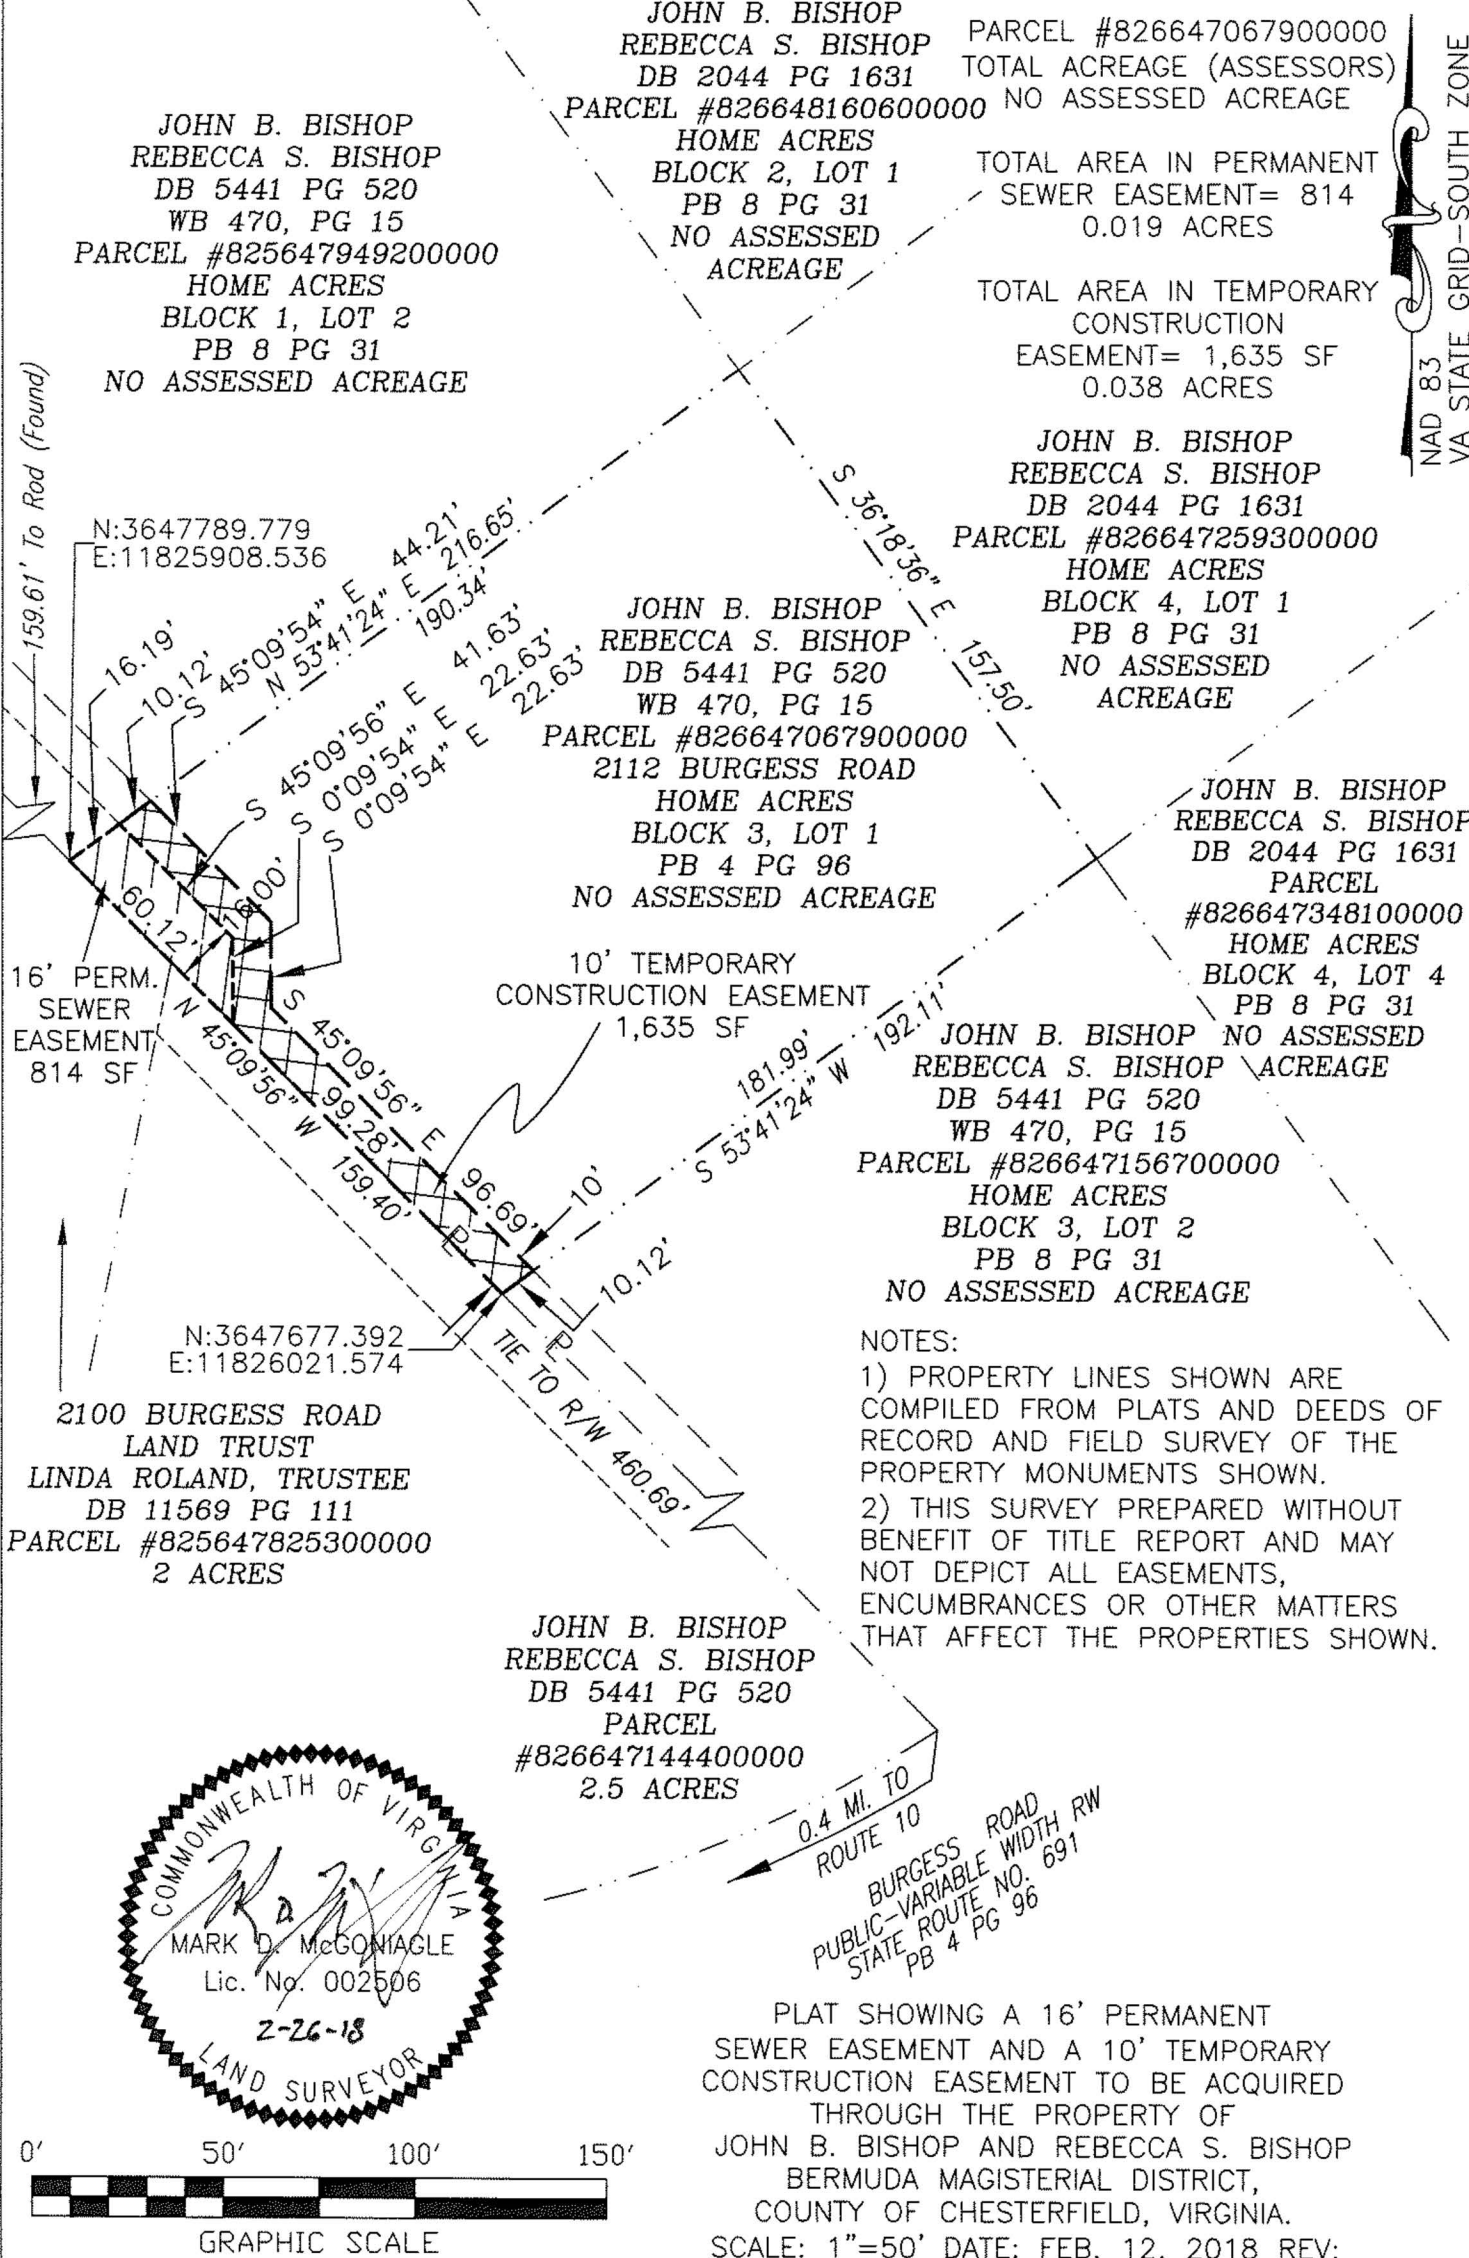 JOHN B. BISHOP
REBECCA S. BISHOP
DB 2044 PG 1631
PARCEL #826648160600000
HOME ACRES
BLOCK 2, LOT 1
PB 8 PG 31
NO ASSESSED
ACREAGE
PARCEL #826647067900000
TOTAL ACREAGE (ASSESSORS)
NO ASSESSED ACREAGE
TOTAL AREA IN PERMANENT
SEWER EASEMENT= 814
0.019 ACRES
TOTAL AREA IN TEMPORARY
CONSTRUCTION
EASEMENT= 1,635 SF
0.038 ACRES
NAD 83
VA STATE GRID-SOUTH ZONE
JOHN B. BISHOP
REBECCA S. BISHOP
DB 5441 PG 520
WB 470, PG 15
PARCEL #825647949200000
HOME ACRES
BLOCK 1, LOT 2
PB 8 PG 31
NO ASSESSED ACREAGE
JOHN B. BISHOP
REBECCA S. BISHOP
DB 2044 PG 1631
PARCEL #826647259300000
HOME ACRES
BLOCK 4, LOT 1
PB 8 PG 31
NO ASSESSED
ACREAGE
159.61' To Rod (Found)
N:3647789.779
E:11825908.536
16.19'
10.12'
S 45°09'54" E 44.21'
N 53°41'24" E 216.65'
190.34'
S 45°09'56" E 41.63'
S 0°09'54" E 22.63'
S 0°09'54" E 22.63'
S 36°18'36" E 157.50'
JOHN B. BISHOP
REBECCA S. BISHOP
DB 5441 PG 520
WB 470, PG 15
PARCEL #826647067900000
2112 BURGESS ROAD
HOME ACRES
BLOCK 3, LOT 1
PB 4 PG 96
NO ASSESSED ACREAGE
JOHN B. BISHOP
REBECCA S. BISHOP
DB 2044 PG 1631
PARCEL
#826647348100000
HOME ACRES
BLOCK 4, LOT 4
PB 8 PG 31
NO ASSESSED
ACREAGE
60.12'
16.00'
16' PERM.
SEWER
EASEMENT
814 SF
10' TEMPORARY
CONSTRUCTION EASEMENT
1,635 SF
N 45°09'56" W 159.40'
99.28'
S 45°09'56" E 96.69'
181.99'
S 53°41'24" W 192.11'
10'
10.12'
PL
PL
JOHN B. BISHOP
REBECCA S. BISHOP
DB 5441 PG 520
WB 470, PG 15
PARCEL #826647156700000
HOME ACRES
BLOCK 3, LOT 2
PB 8 PG 31
NO ASSESSED ACREAGE
N:3647677.392
E:11826021.574
TIE TO R/W 460.69'
2100 BURGESS ROAD
LAND TRUST
LINDA ROLAND, TRUSTEE
DB 11569 PG 111
PARCEL #825647825300000
2 ACRES
NOTES:
1) PROPERTY LINES SHOWN ARE
COMPILED FROM PLATS AND DEEDS OF
RECORD AND FIELD SURVEY OF THE
PROPERTY MONUMENTS SHOWN.
2) THIS SURVEY PREPARED WITHOUT
BENEFIT OF TITLE REPORT AND MAY
NOT DEPICT ALL EASEMENTS,
ENCUMBRANCES OR OTHER MATTERS
THAT AFFECT THE PROPERTIES SHOWN.
JOHN B. BISHOP
REBECCA S. BISHOP
DB 5441 PG 520
PARCEL
#826647144400000
2.5 ACRES
0.4 MI. TO
ROUTE 10
BURGESS ROAD
PUBLIC-VARIABLE WIDTH RW
STATE ROUTE NO. 691
PB 4 PG 96
COMMONWEALTH OF VIRGINIA
MARK D. McGONIAGLE
Lic. No. 002506
2-26-18
LAND SURVEYOR
0' 50' 100' 150'
GRAPHIC SCALE
PLAT SHOWING A 16' PERMANENT
SEWER EASEMENT AND A 10' TEMPORARY
CONSTRUCTION EASEMENT TO BE ACQUIRED
THROUGH THE PROPERTY OF
JOHN B. BISHOP AND REBECCA S. BISHOP
BERMUDA MAGISTERIAL DISTRICT,
COUNTY OF CHESTERFIELD, VIRGINIA.
SCALE: 1"=50' DATE: FEB. 12, 2018 REV: